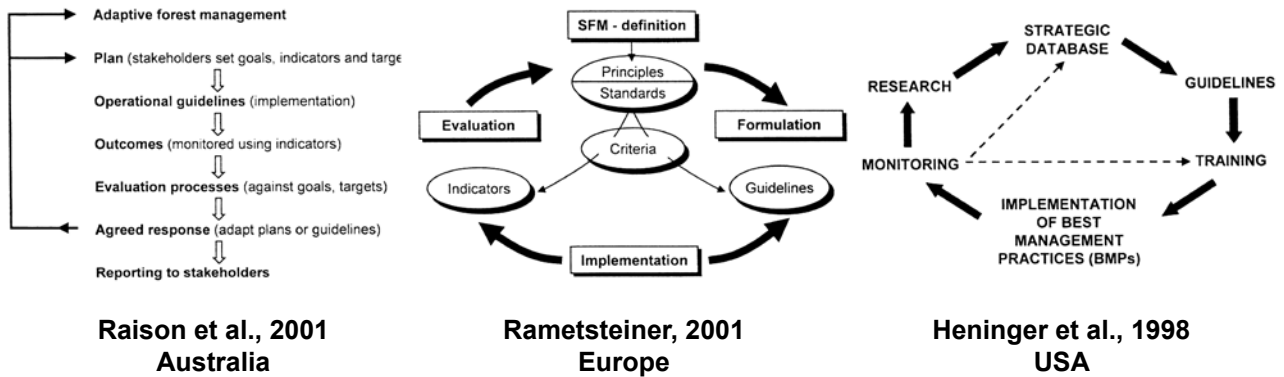 Adaptive forest management
Plan (stakeholders set goals, indicators and targe
Operational guidelines (implementation)
Outcomes (monitored using indicators)
Evaluation processes (against goals, targets)
Agreed response (adapt plans or guidelines)
Reporting to stakeholders
Raison et al., 2001
Australia
SFM - definition
Principles
Standards
Evaluation
Formulation
Criteria
Indicators
Guidelines
Implementation
Rametsteiner, 2001
Europe
STRATEGIC
DATABASE
RESEARCH
GUIDELINES
MONITORING
TRAINING
IMPLEMENTATION
OF BEST
MANAGEMENT
PRACTICES (BMPs)
Heninger et al., 1998
USA